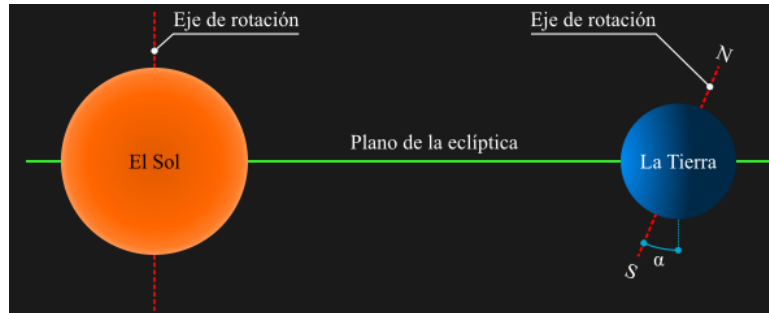 Eje de rotación
Eje de rotación
N
Plano de la eclíptica
El Sol
La Tierra
S
α